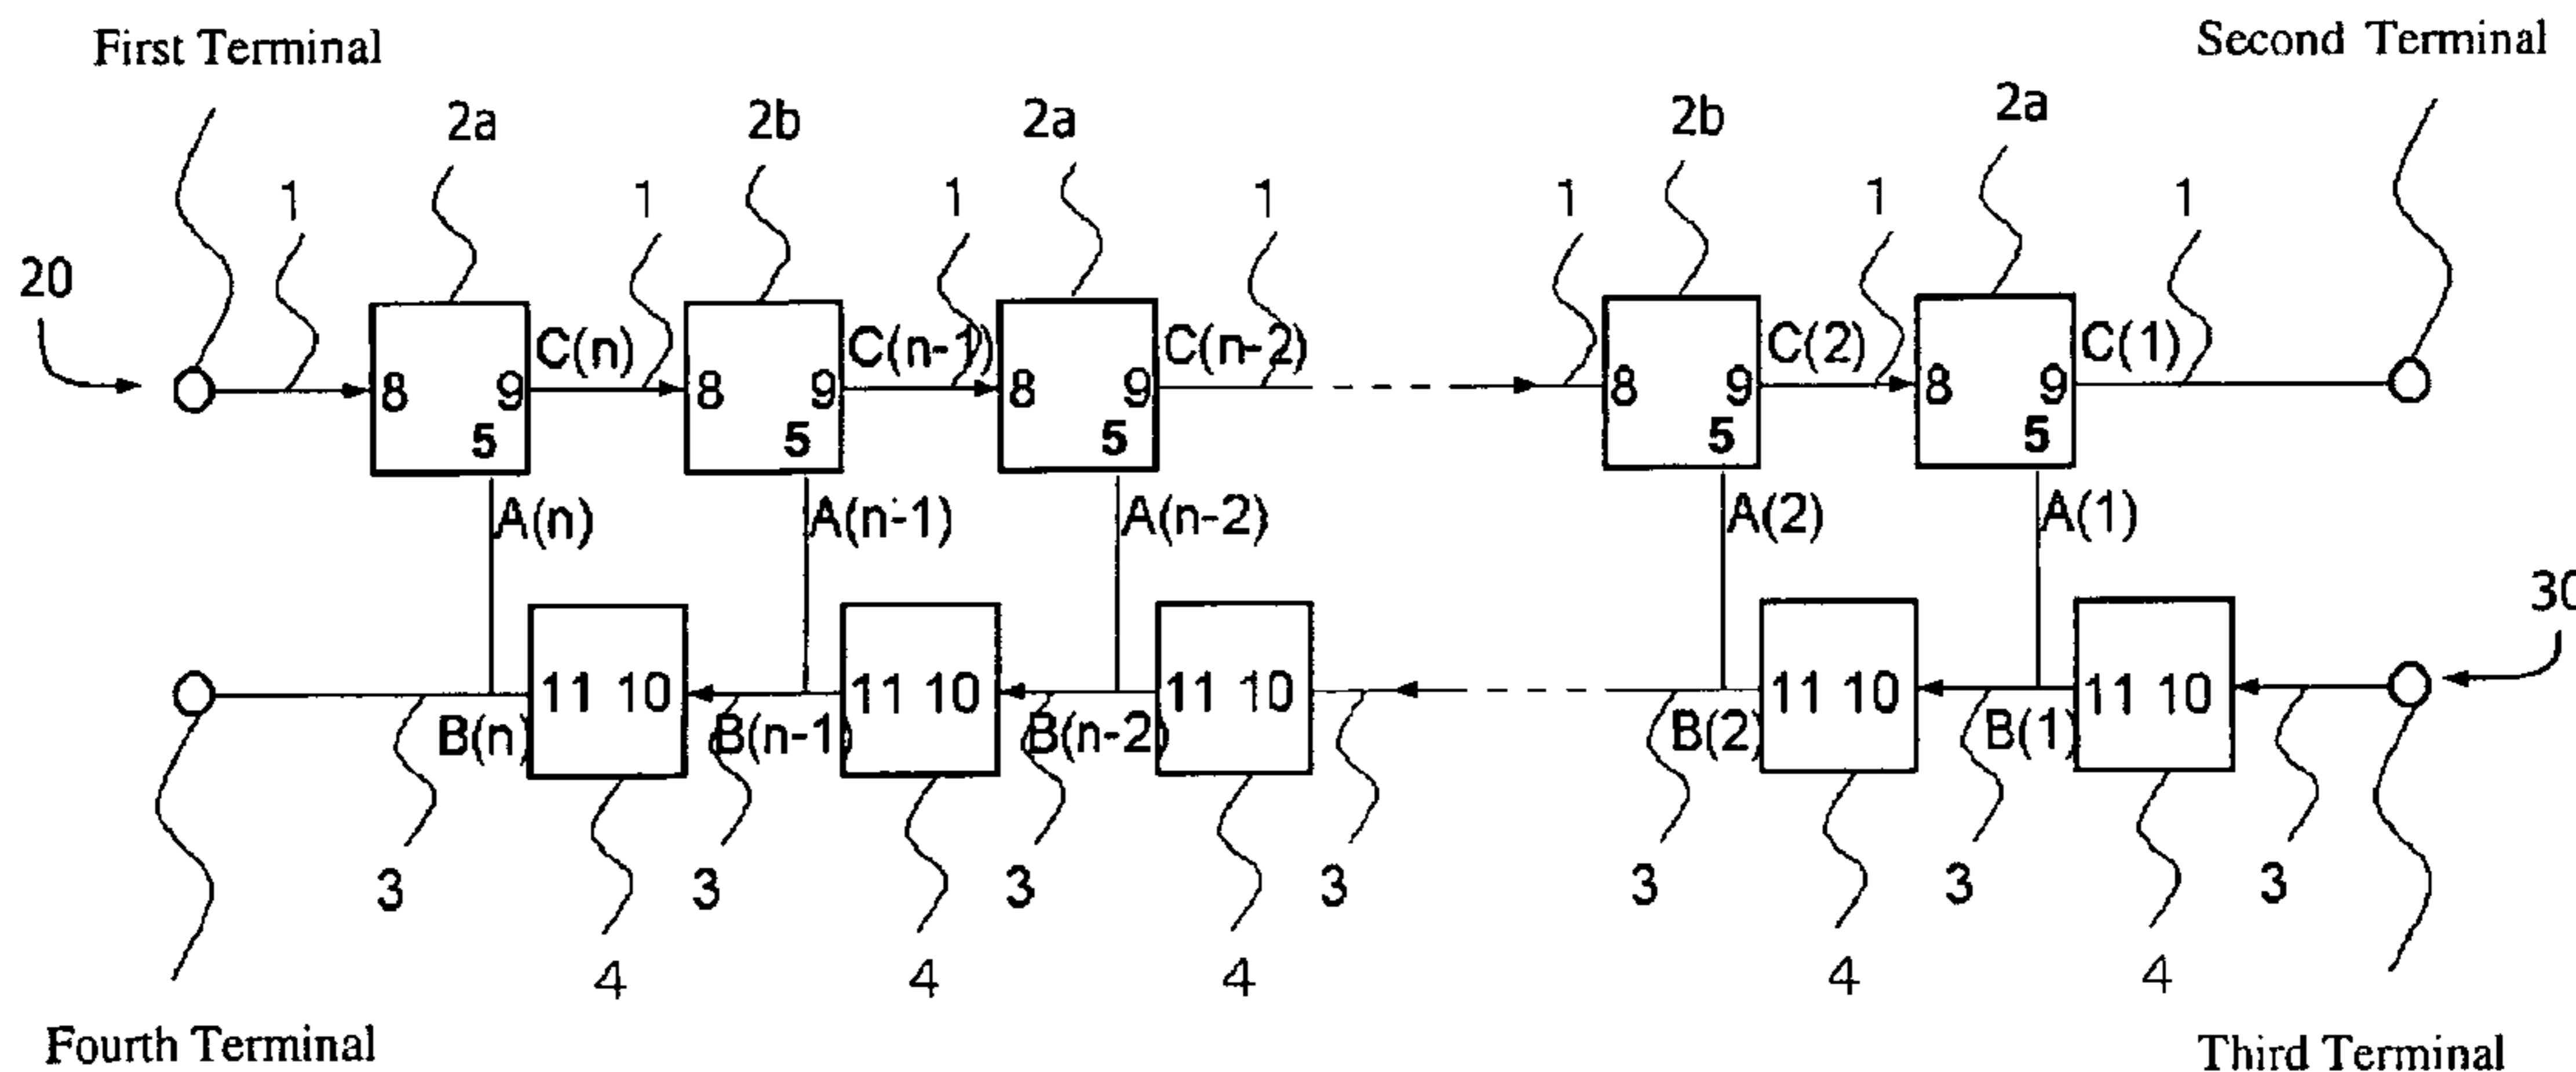 First Terminal
Second Terminal
2a 2b 2a 2b 2a
1 1 1 1 1 1 1
20
C(n) C(n-1) C(n-2) C(2) C(1)
8 9 8 9 8 9 8 9 8 9
5 5 5 5 5
A(n) A(n-1) A(n-2) A(2) A(1)
30
11 10 11 10 11 10 11 10 11 10
B(n) B(n-1) B(n-2) B(2) B(1)
3 3 3 3 3 3 3
4 4 4 4 4
Fourth Terminal
Third Terminal